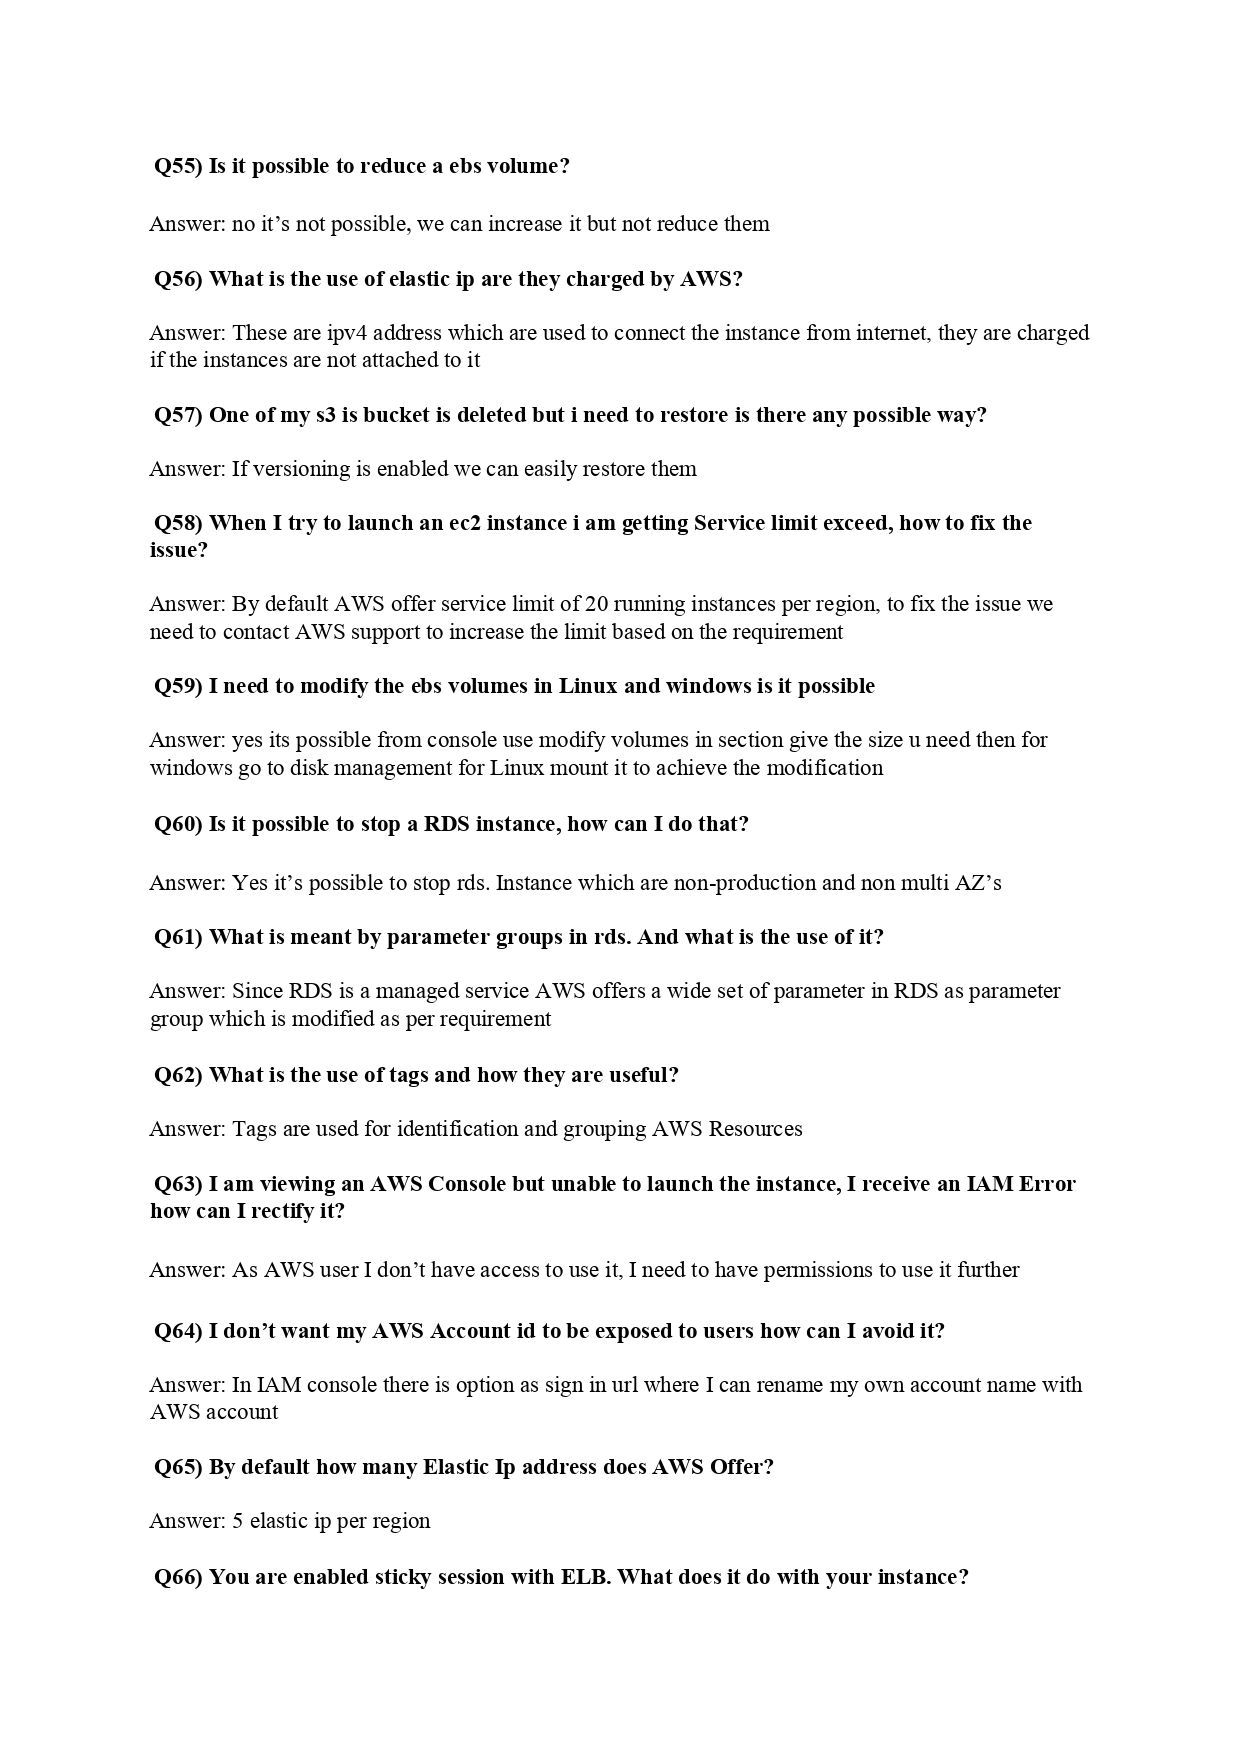 Q55) Is it possible to reduce a ebs volume?
Answer: no it’s not possible, we can increase it but not reduce them
Q56) What is the use of elastic ip are they charged by AWS?
Answer: These are ipv4 address which are used to connect the instance from internet, they are charged
if the instances are not attached to it
Q57) One of my s3 is bucket is deleted but i need to restore is there any possible way?
Answer: If versioning is enabled we can easily restore them
Q58) When I try to launch an ec2 instance i am getting Service limit exceed, how to fix the
issue?
Answer: By default AWS offer service limit of 20 running instances per region, to fix the issue we
need to contact AWS support to increase the limit based on the requirement
Q59) I need to modify the ebs volumes in Linux and windows is it possible
Answer: yes its possible from console use modify volumes in section give the size u need then for
windows go to disk management for Linux mount it to achieve the modification
Q60) Is it possible to stop a RDS instance, how can I do that?
Answer: Yes it’s possible to stop rds. Instance which are non-production and non multi AZ’s
Q61) What is meant by parameter groups in rds. And what is the use of it?
Answer: Since RDS is a managed service AWS offers a wide set of parameter in RDS as parameter
group which is modified as per requirement
Q62) What is the use of tags and how they are useful?
Answer: Tags are used for identification and grouping AWS Resources
Q63) I am viewing an AWS Console but unable to launch the instance, I receive an IAM Error
how can I rectify it?
Answer: As AWS user I don’t have access to use it, I need to have permissions to use it further
Q64) I don’t want my AWS Account id to be exposed to users how can I avoid it?
Answer: In IAM console there is option as sign in url where I can rename my own account name with
AWS account
Q65) By default how many Elastic Ip address does AWS Offer?
Answer: 5 elastic ip per region
Q66) You are enabled sticky session with ELB. What does it do with your instance?